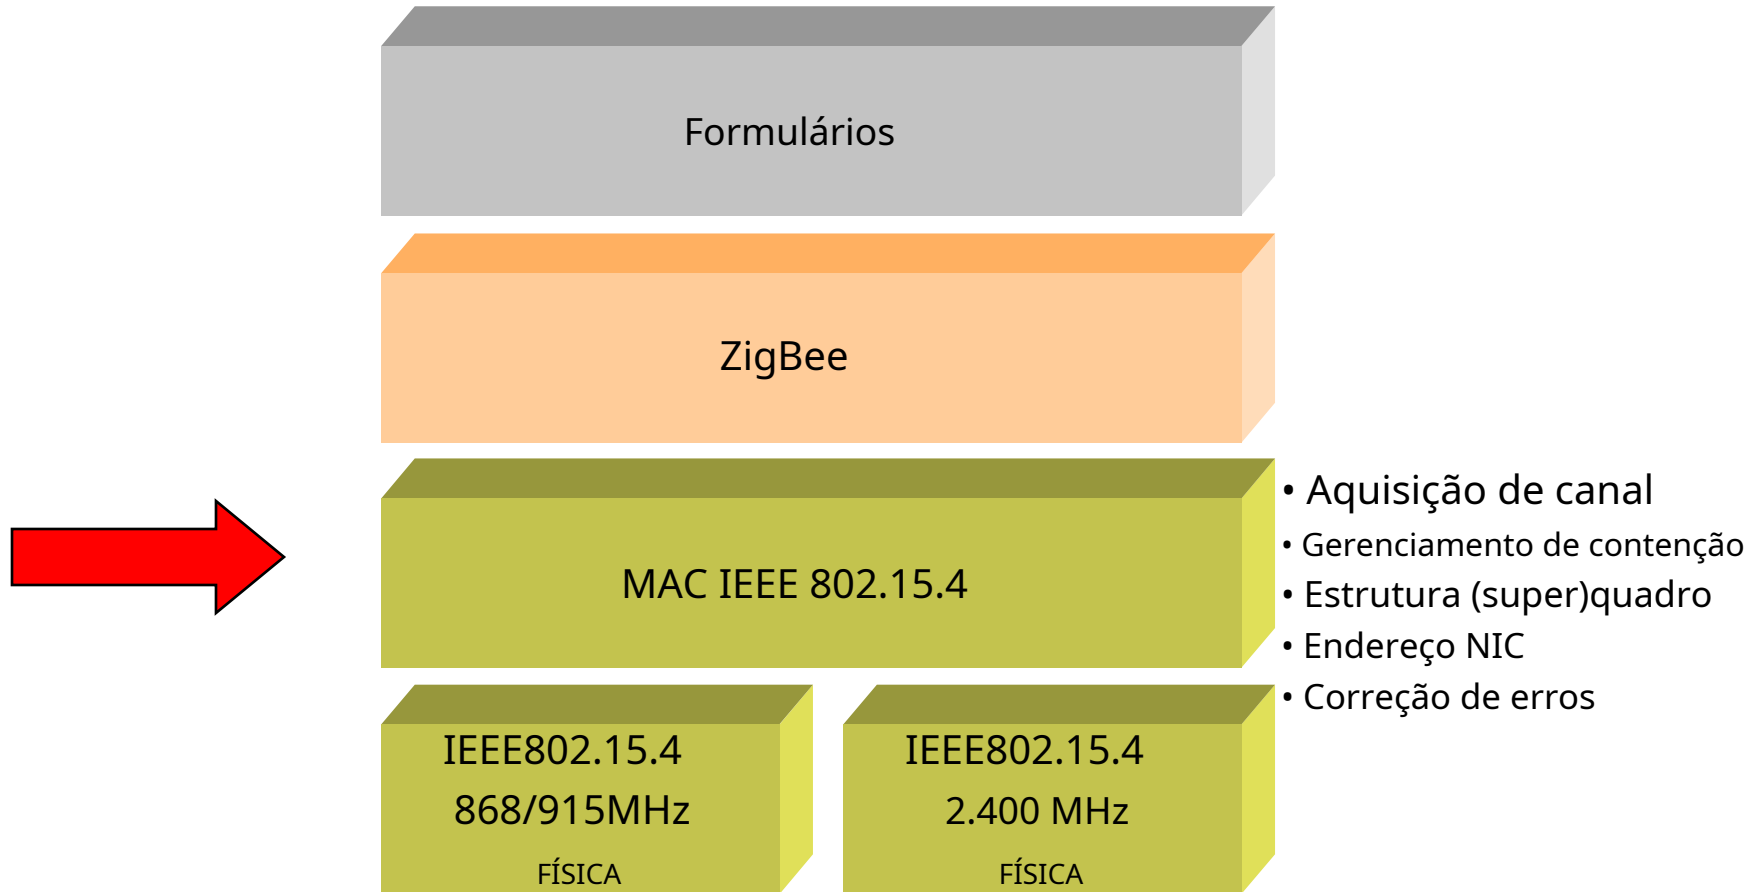 Formulários
ZigBee
MAC IEEE 802.15.4
• Aquisição de canal
• Gerenciamento de contenção
• Estrutura (super)quadro
• Endereço NIC
• Correção de erros
IEEE802.15.4
868/915MHz
FÍSICA
IEEE802.15.4
2.400 MHz
FÍSICA